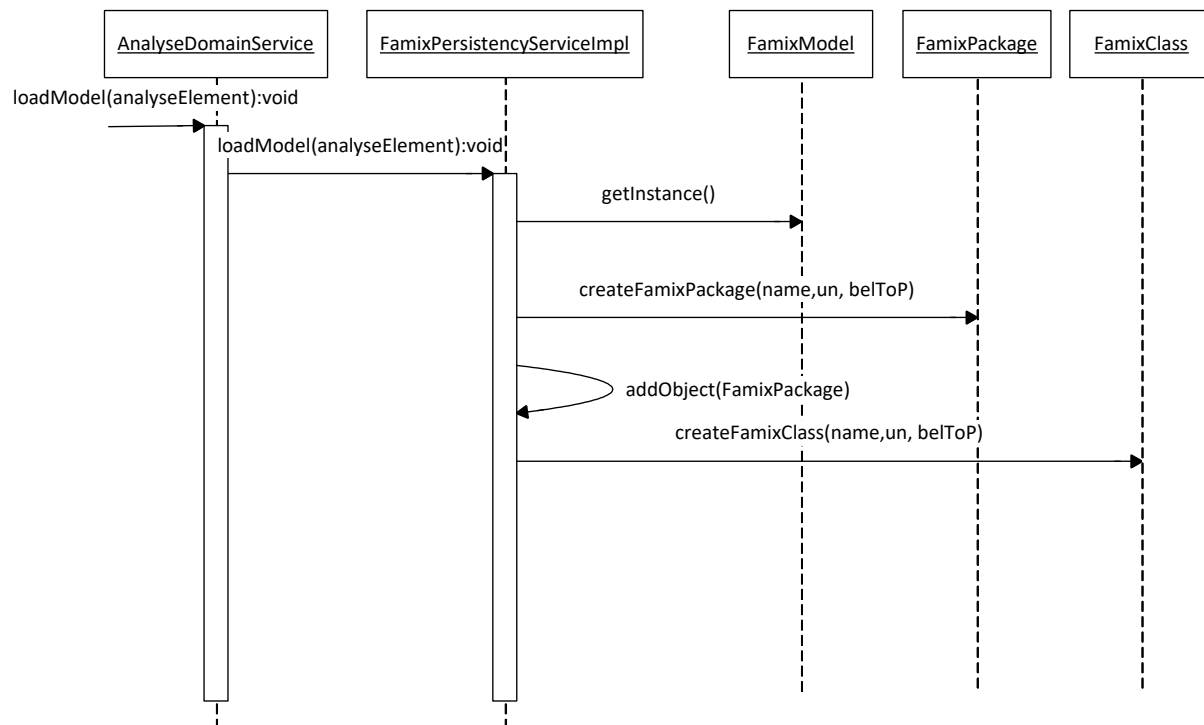 AnalyseDomainService
FamixPersistencyServiceImpl
FamixModel
FamixPackage
FamixClass
loadModel(analyseElement):void
loadModel(analyseElement):void
getInstance()
createFamixPackage(name,un, belToP)
addObject(FamixPackage)
createFamixClass(name,un, belToP)